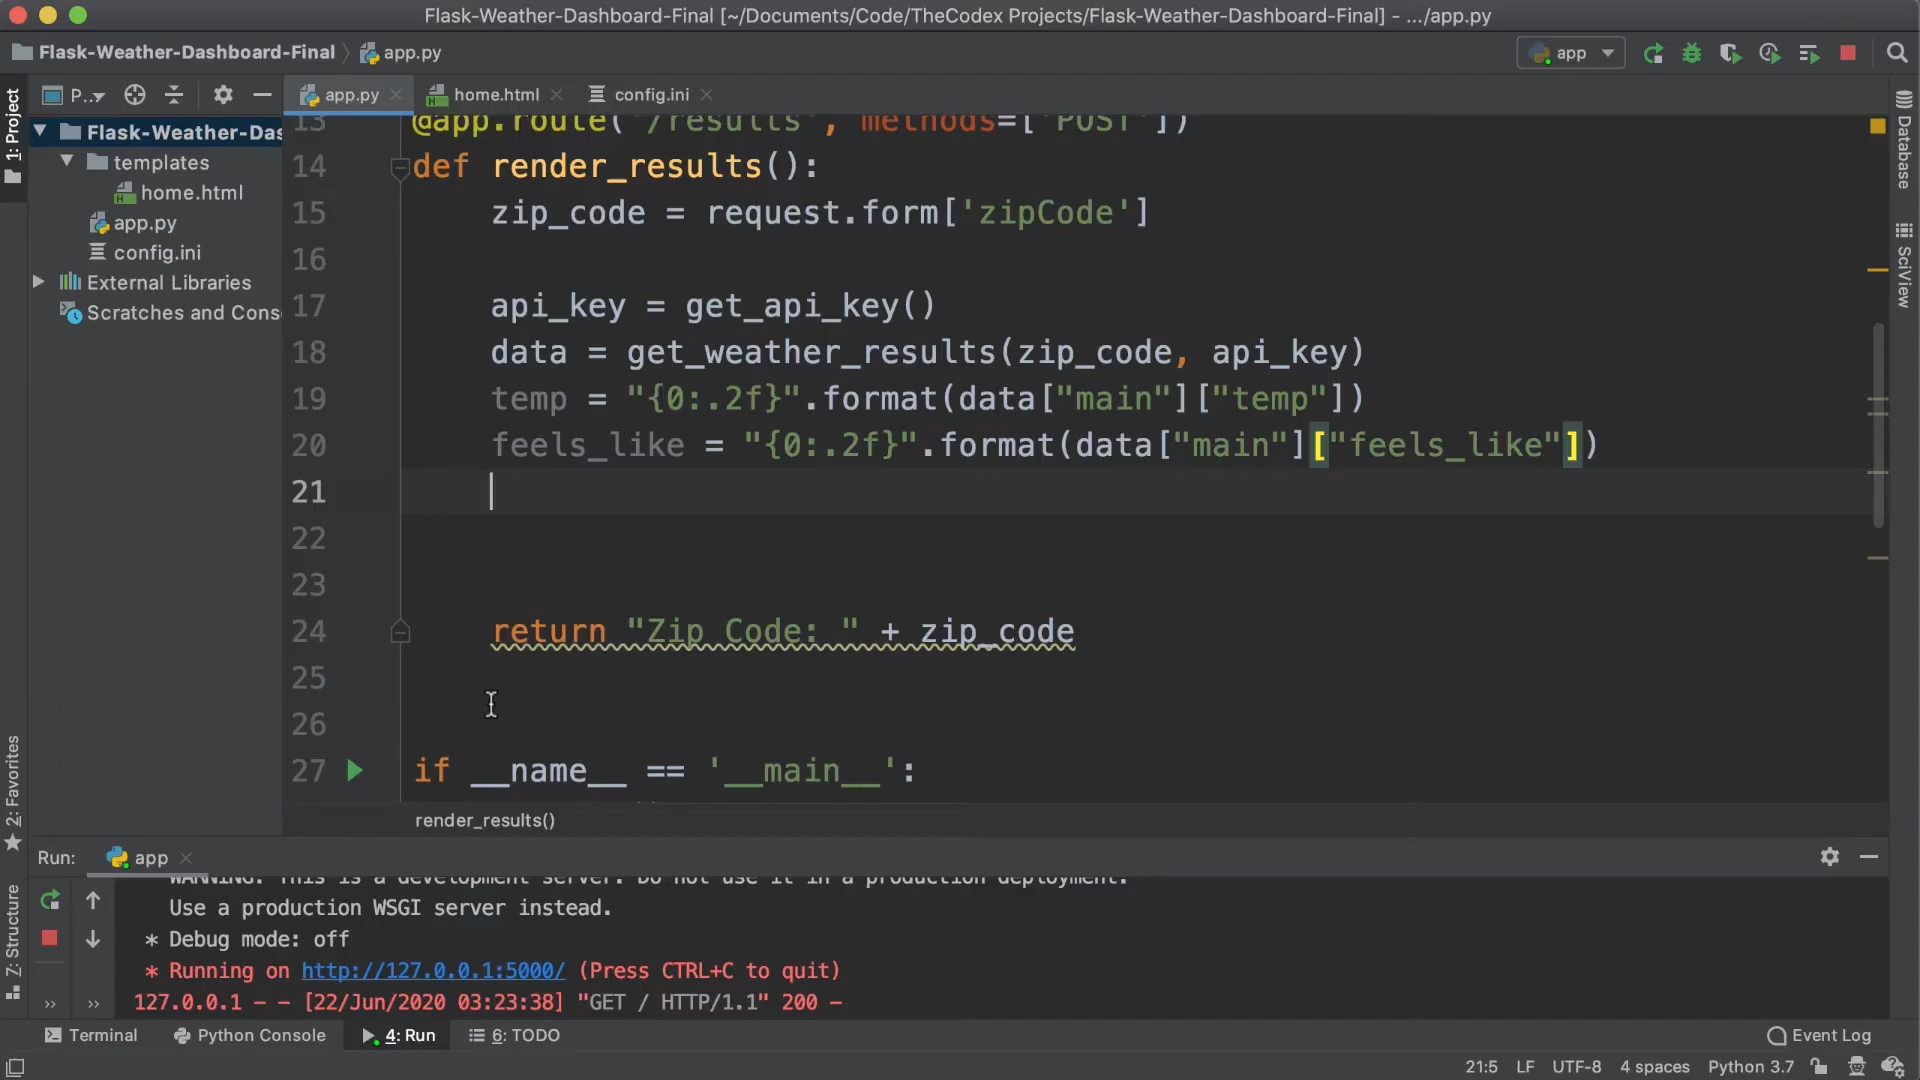 Flask-Weather-Dashboard-Final [~/Documents/Code/TheCodex Projects/Flask-Weather-Dashboard-Final] - .../app.py
Flask-Weather-Dashboard-Final
app.py
app
1: Project
P...
app.py
home.html
config.ini
Flask-Weather-Das
templates
home.html
app.py
config.ini
External Libraries
Scratches and Cons
13 @app.route('/results', methods=['POST'])
14 def render_results():
15 zip_code = request.form['zipCode']
16
17 api_key = get_api_key()
18 data = get_weather_results(zip_code, api_key)
19 temp = "{0:.2f}".format(data["main"]["temp"])
20 feels_like = "{0:.2f}".format(data["main"]["feels_like"])
21
22
23
24 return "Zip Code: " + zip_code
25
26
27 if __name__ == '__main__':
render_results()
Database
SciView
2: Favorites
7: Structure
Run:
app
WARNING: This is a development server. Do not use it in a production deployment.
Use a production WSGI server instead.
* Debug mode: off
* Running on http://127.0.0.1:5000/ (Press CTRL+C to quit)
127.0.0.1 - - [22/Jun/2020 03:23:38] "GET / HTTP/1.1" 200 -
Terminal
Python Console
4: Run
6: TODO
Event Log
21:5 LF UTF-8 4 spaces Python 3.7